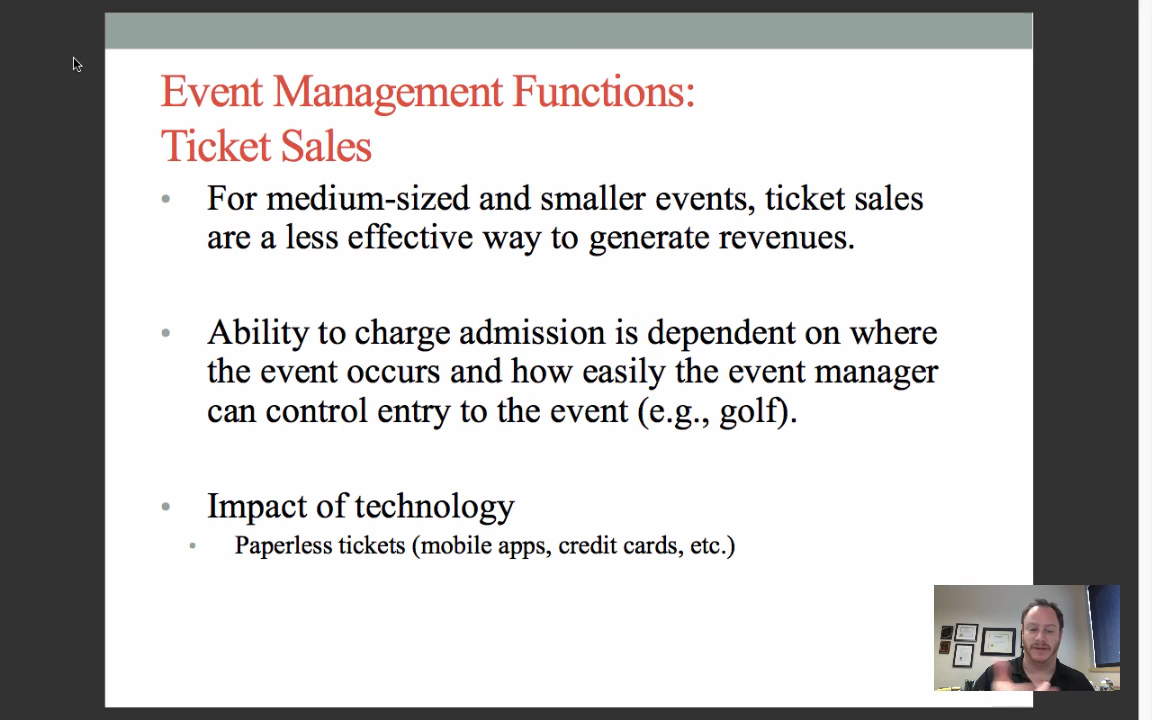 Event Management Functions:
Ticket Sales
• For medium-sized and smaller events, ticket sales
are a less effective way to generate revenues.
• Ability to charge admission is dependent on where
the event occurs and how easily the event manager
can control entry to the event (e.g., golf).
• Impact of technology
• Paperless tickets (mobile apps, credit cards, etc.)